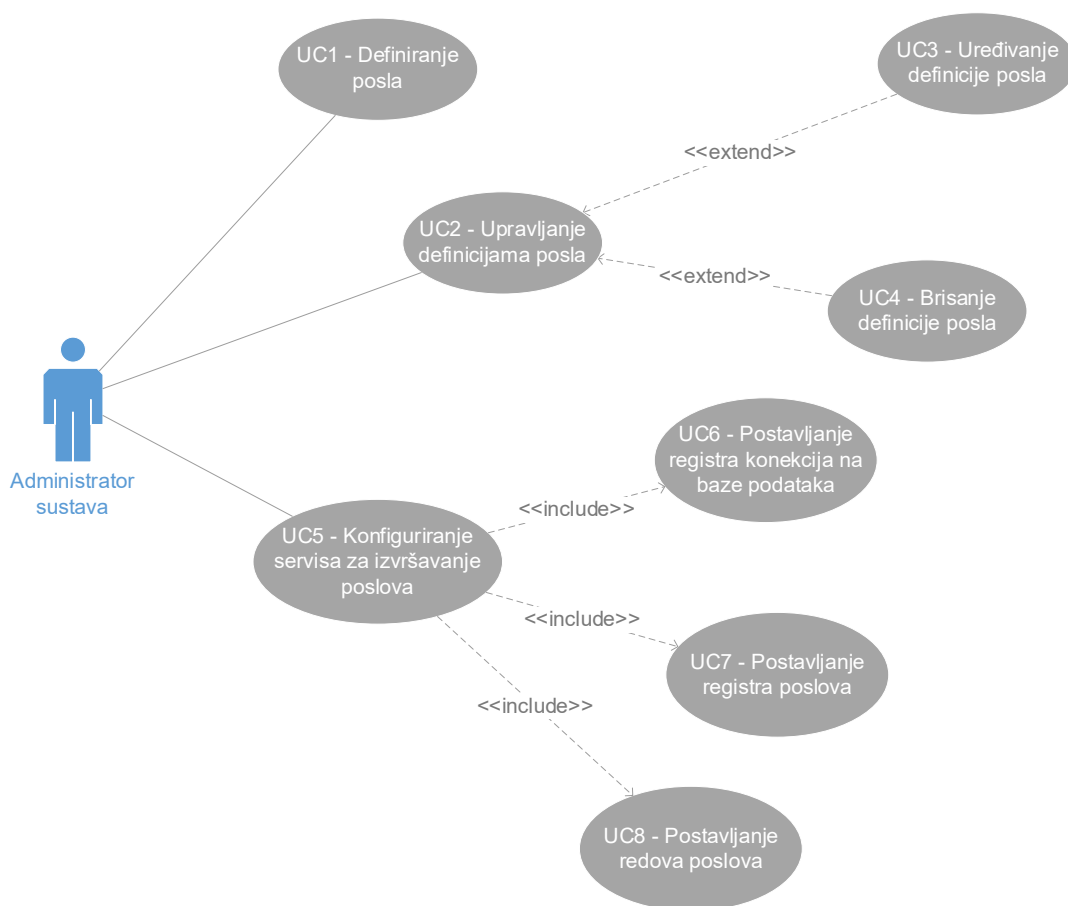 UC1 - Definiranje
posla
UC3 - Uređivanje
definicije posla
<<extend>>
UC2 - Upravljanje
definicijama posla
<<extend>>
UC4 - Brisanje
definicije posla
Administrator
sustava
UC6 - Postavljanje
registra konekcija na
baze podataka
<<include>>
UC5 - Konfiguriranje
servisa za izvršavanje
poslova
<<include>>
UC7 - Postavljanje
registra poslova
<<include>>
UC8 - Postavljanje
redova poslova